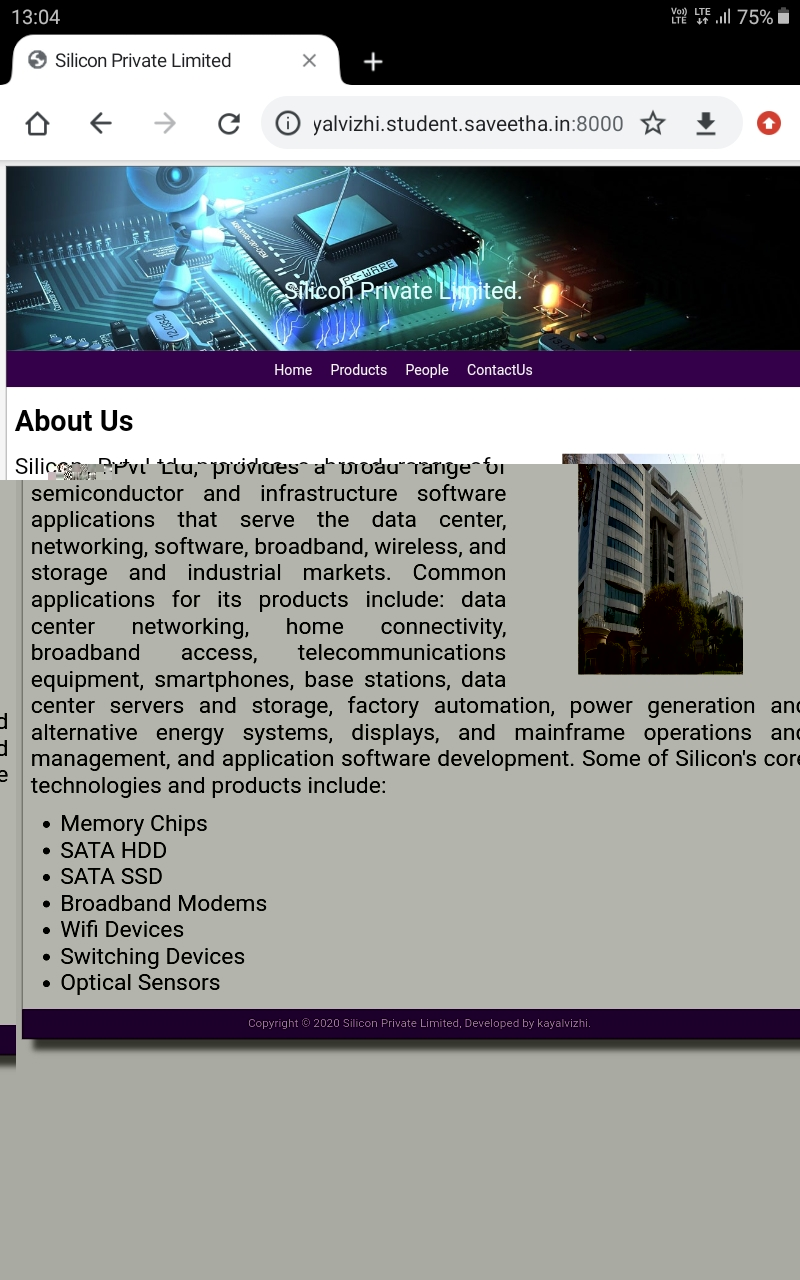 13:04
Vo)) LTE LTE 75%
Silicon Private Limited
yalvizhi.student.saveetha.in:8000
PC-WARE
Silicon Private Limited.
Home Products People ContactUs
About Us
Ltd, provides a broad range of
semiconductor and infrastructure software
applications that serve the data center,
networking, software, broadband, wireless, and
storage and industrial markets. Common
applications for its products include: data
center networking, home connectivity,
broadband access, telecommunications
equipment, smartphones, base stations, data
center servers and storage, factory automation, power generation and
alternative energy systems, displays, and mainframe operations and
management, and application software development. Some of Silicon's core
technologies and products include:
• Memory Chips
• SATA HDD
• SATA SSD
• Broadband Modems
• Wifi Devices
• Switching Devices
• Optical Sensors
Copyright © 2020 Silicon Private Limited, Developed by kayalvizhi.